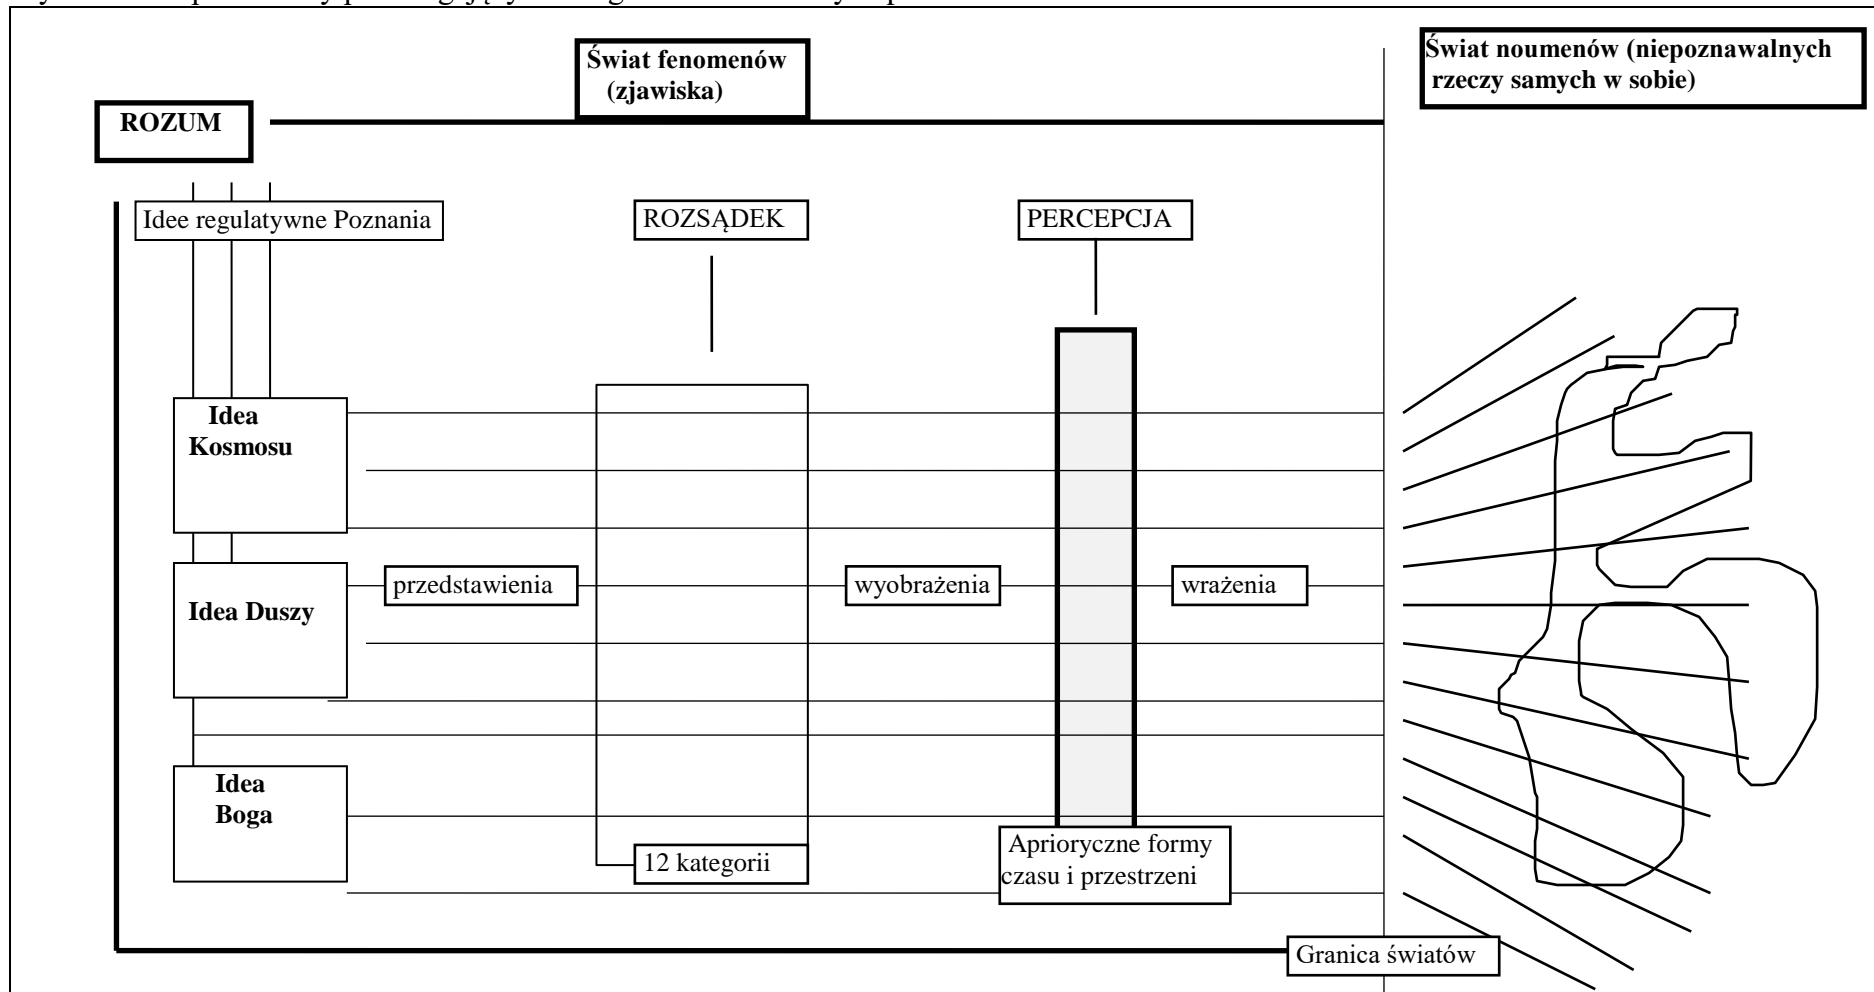 Świat fenomenów
(zjawiska)
Świat noumenów (niepoznawalnych
rzeczy samych w sobie)
ROZUM
Idee regulatywne Poznania
ROZSĄDEK
PERCEPCJA
Idea
Kosmosu
przedstawienia
wyobrażenia
wrażenia
Idea Duszy
Idea
Boga
12 kategorii
Aprioryczne formy
czasu i przestrzeni
Granica światów